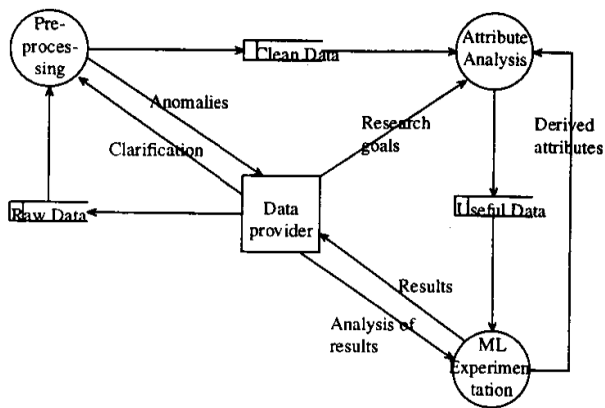 Pre-
proces-
sing
Clean Data
Attribute
Analysis
Anomalies
Clarification
Research
goals
Derived
attributes
Raw Data
Data
provider
Useful Data
Results
Analysis of
results
ML
Experimen-
tation